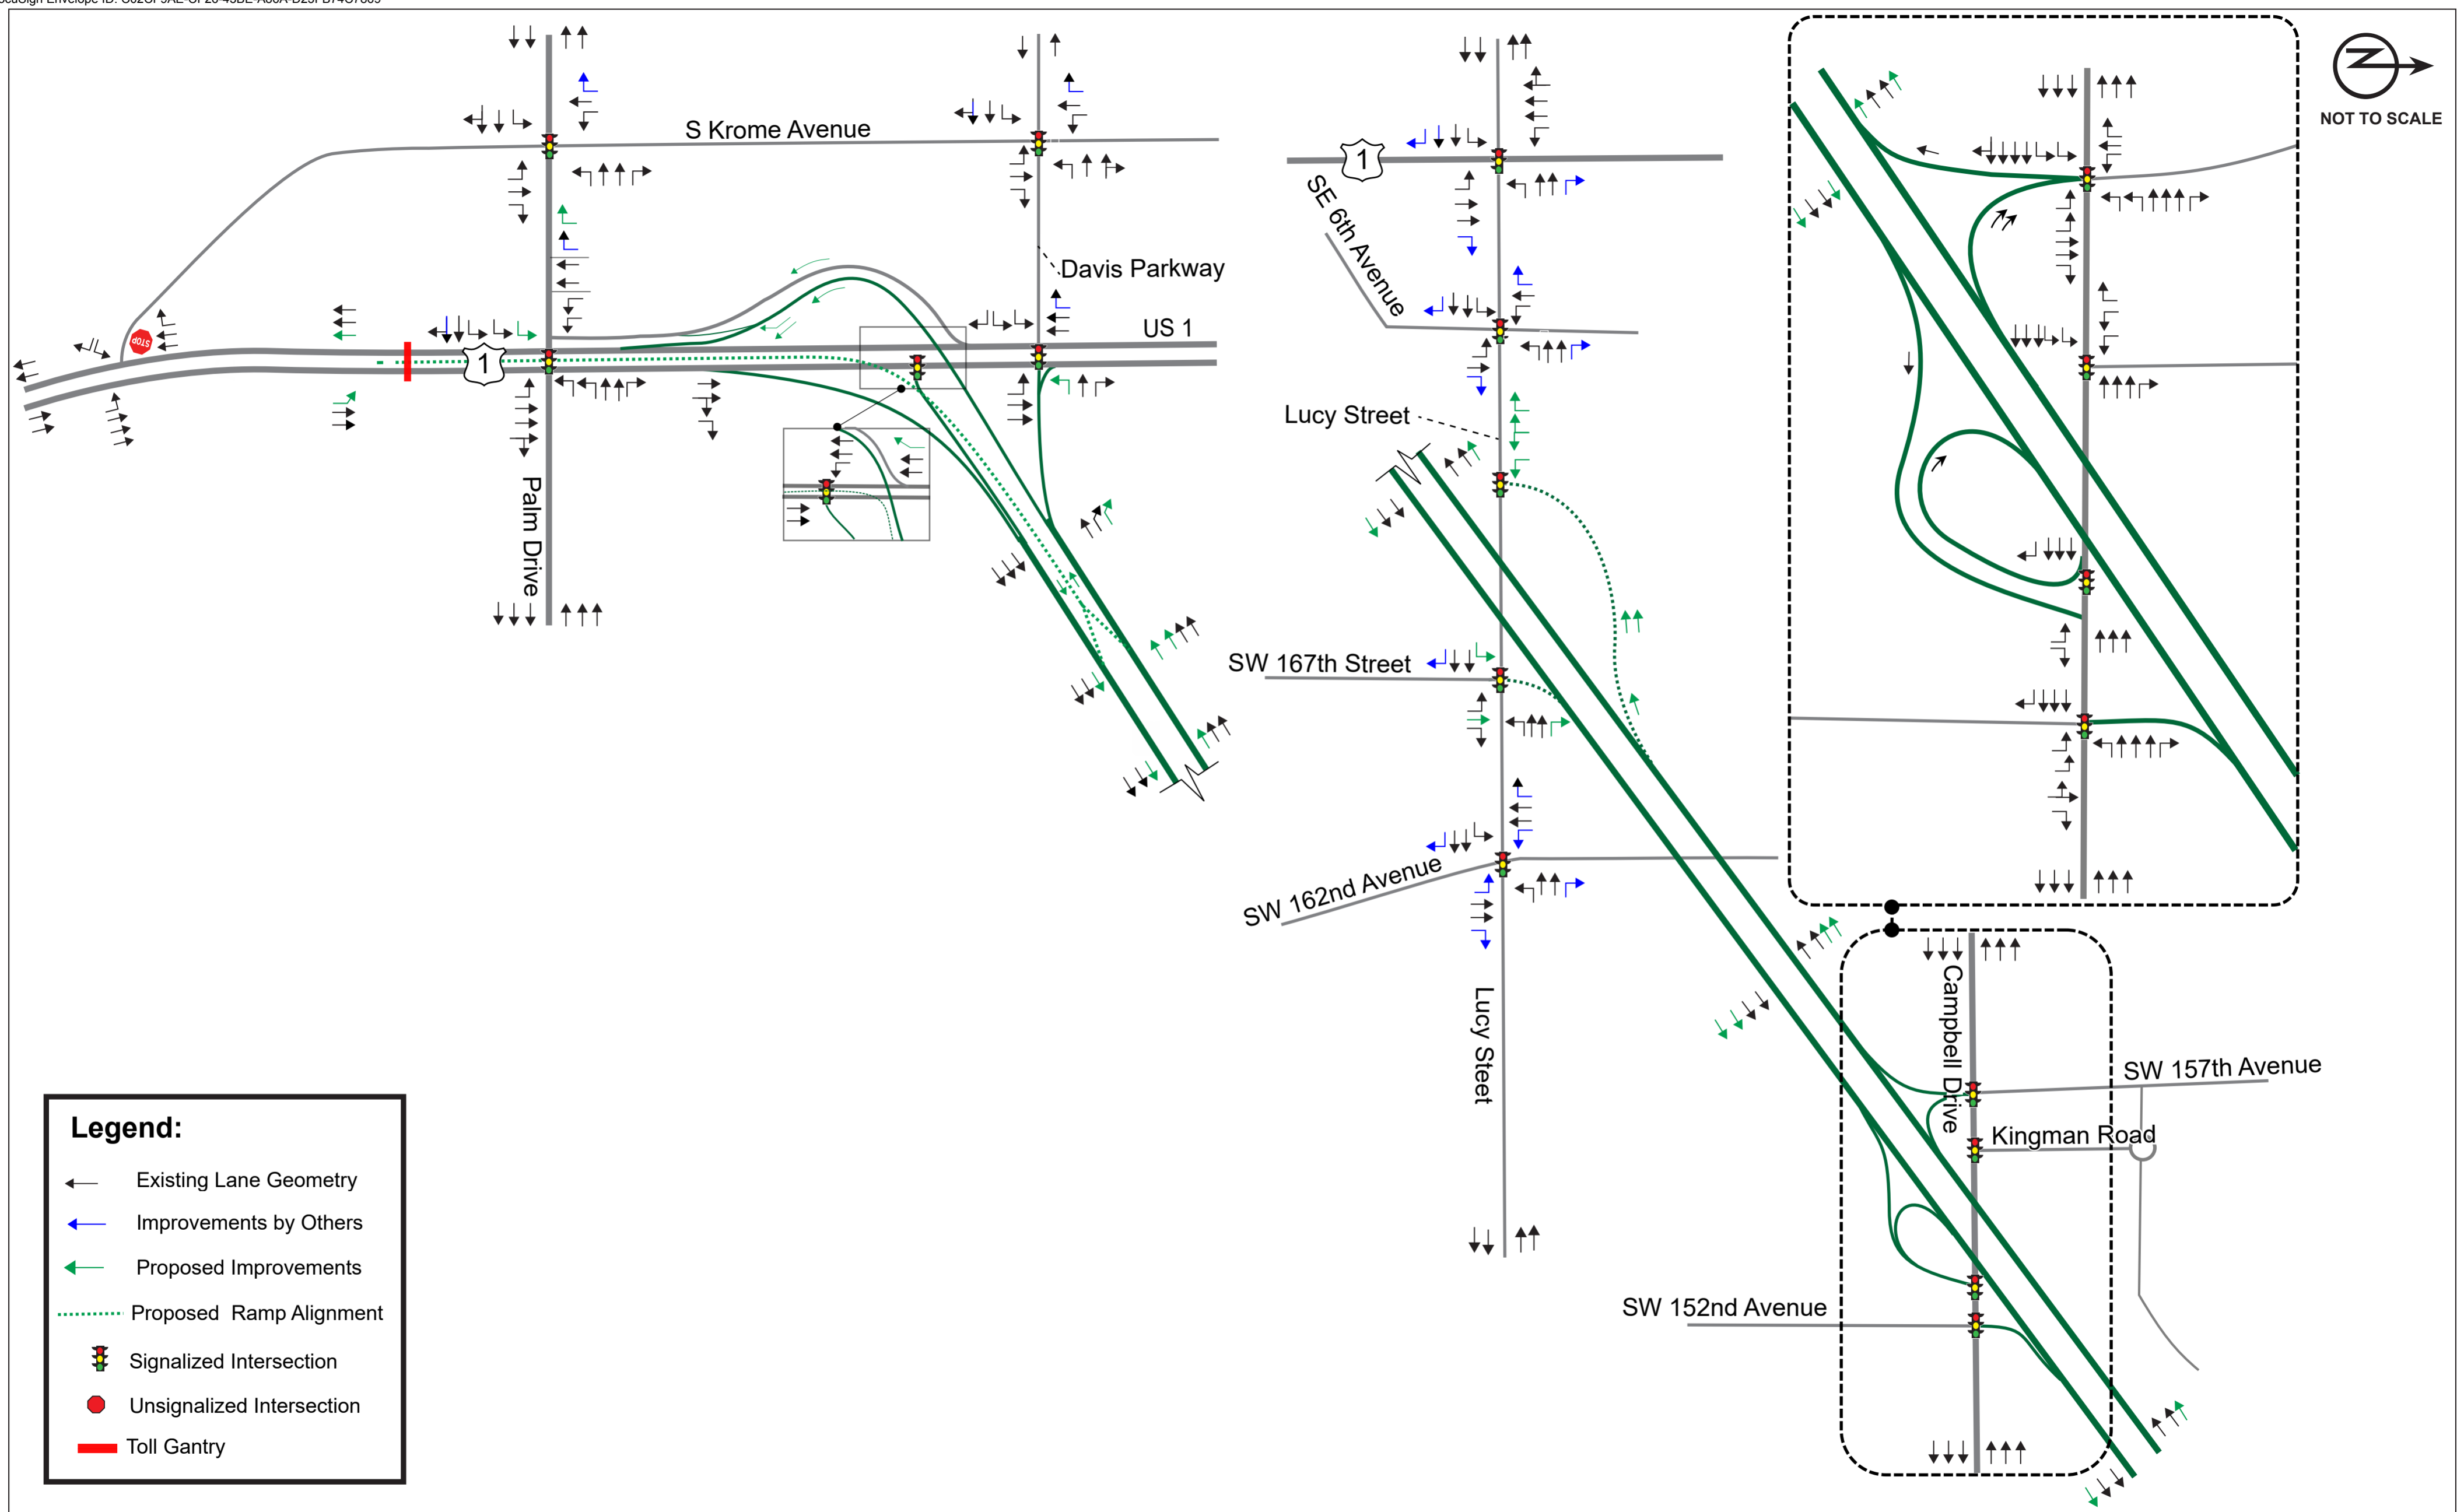 S Krome Avenue
Davis Parkway
US 1
STOP
1
Palm Drive
1
SE 6th Avenue
Lucy Street
SW 167th Street
SW 162nd Avenue
Lucy Steet
NOT TO SCALE
Campbell Drive
SW 157th Avenue
Kingman Road
SW 152nd Avenue
Legend:
Existing Lane Geometry
Improvements by Others
Proposed Improvements
Proposed Ramp Alignment
Signalized Intersection
Unsignalized Intersection
Toll Gantry